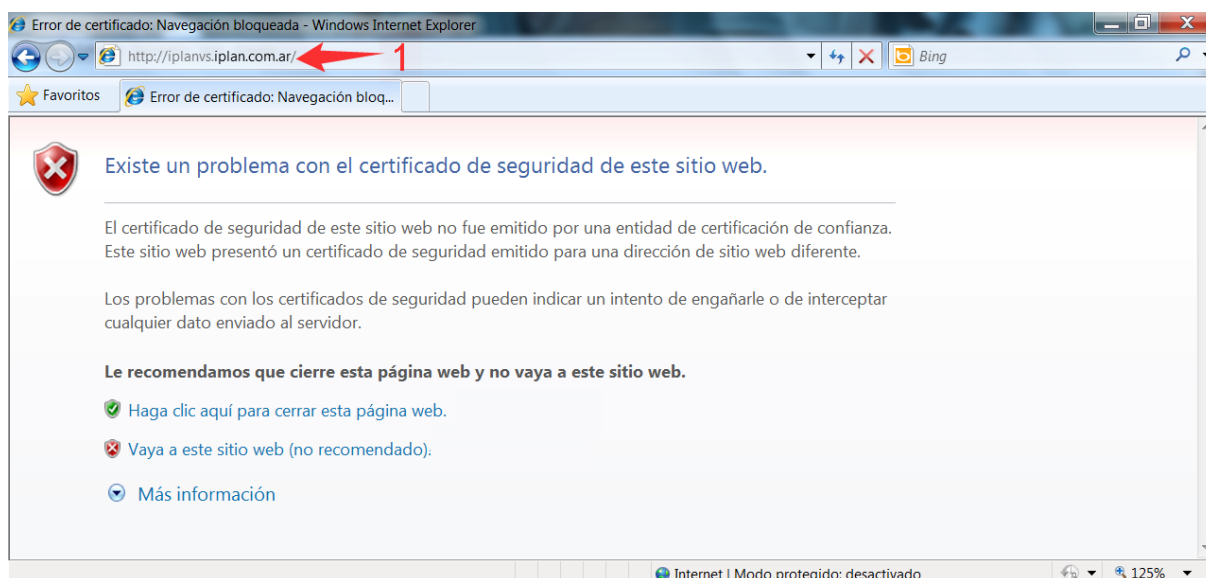 Error de certificado: Navegación bloqueada - Windows Internet Explorer
http://iplanvs.iplan.com.ar/
1
Bing
Favoritos
Error de certificado: Navegación bloq...
Existe un problema con el certificado de seguridad de este sitio web.
El certificado de seguridad de este sitio web no fue emitido por una entidad de certificación de confianza.
Este sitio web presentó un certificado de seguridad emitido para una dirección de sitio web diferente.
Los problemas con los certificados de seguridad pueden indicar un intento de engañarle o de interceptar
cualquier dato enviado al servidor.
Le recomendamos que cierre esta página web y no vaya a este sitio web.
Haga clic aquí para cerrar esta página web.
Vaya a este sitio web (no recomendado).
Más información
Internet | Modo protegido: desactivado
125%